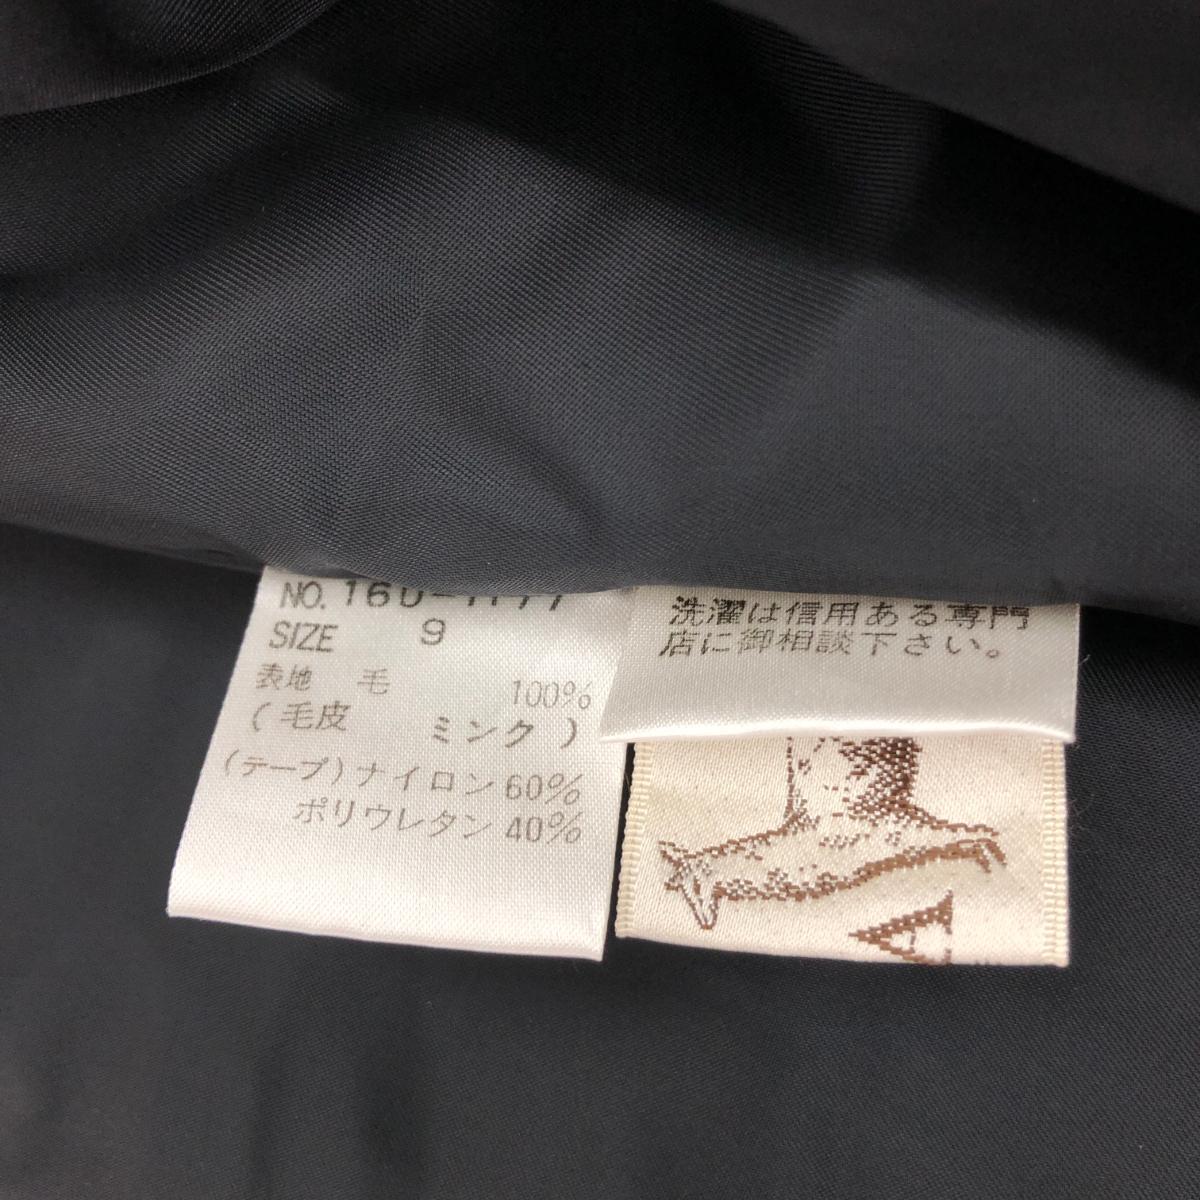 NO.
SIZE 9
表地 毛 100%
(毛皮 ミンク)
(テープ)ナイロン 60%
ポリウレタン 40%
洗濯は信用ある専門
店に御相談下さい。
A